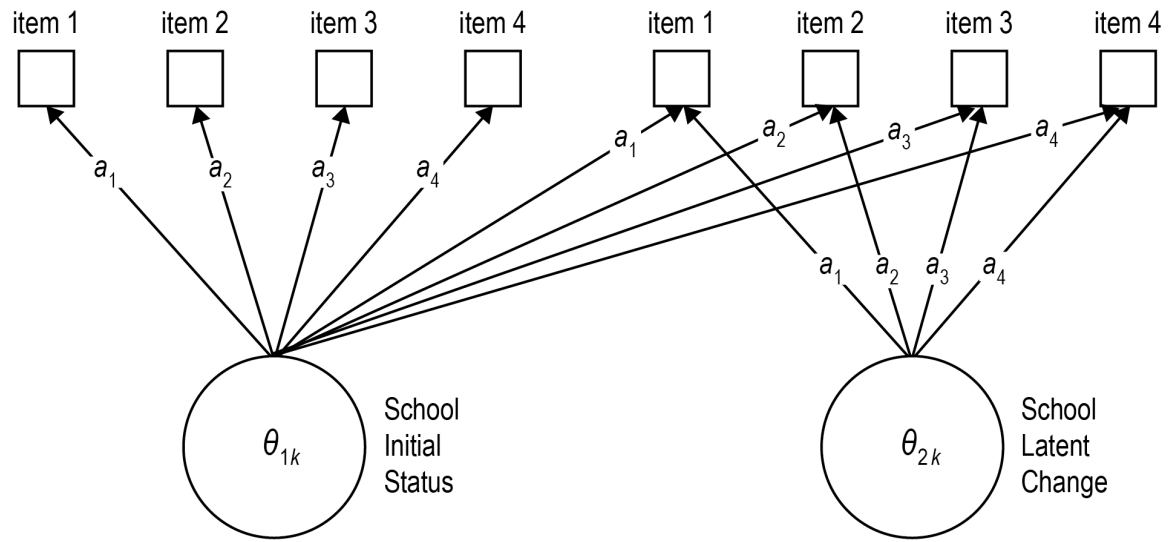 item 1 item 2 item 3 item 4 item 1 item 2 item 3 item 4
a₁ a₂ a₃ a₄
a₁ a₂ a₃ a₄
a₁ a₂ a₃ a₄
θ₁ₖ
School
Initial
Status
θ₂ₖ
School
Latent
Change